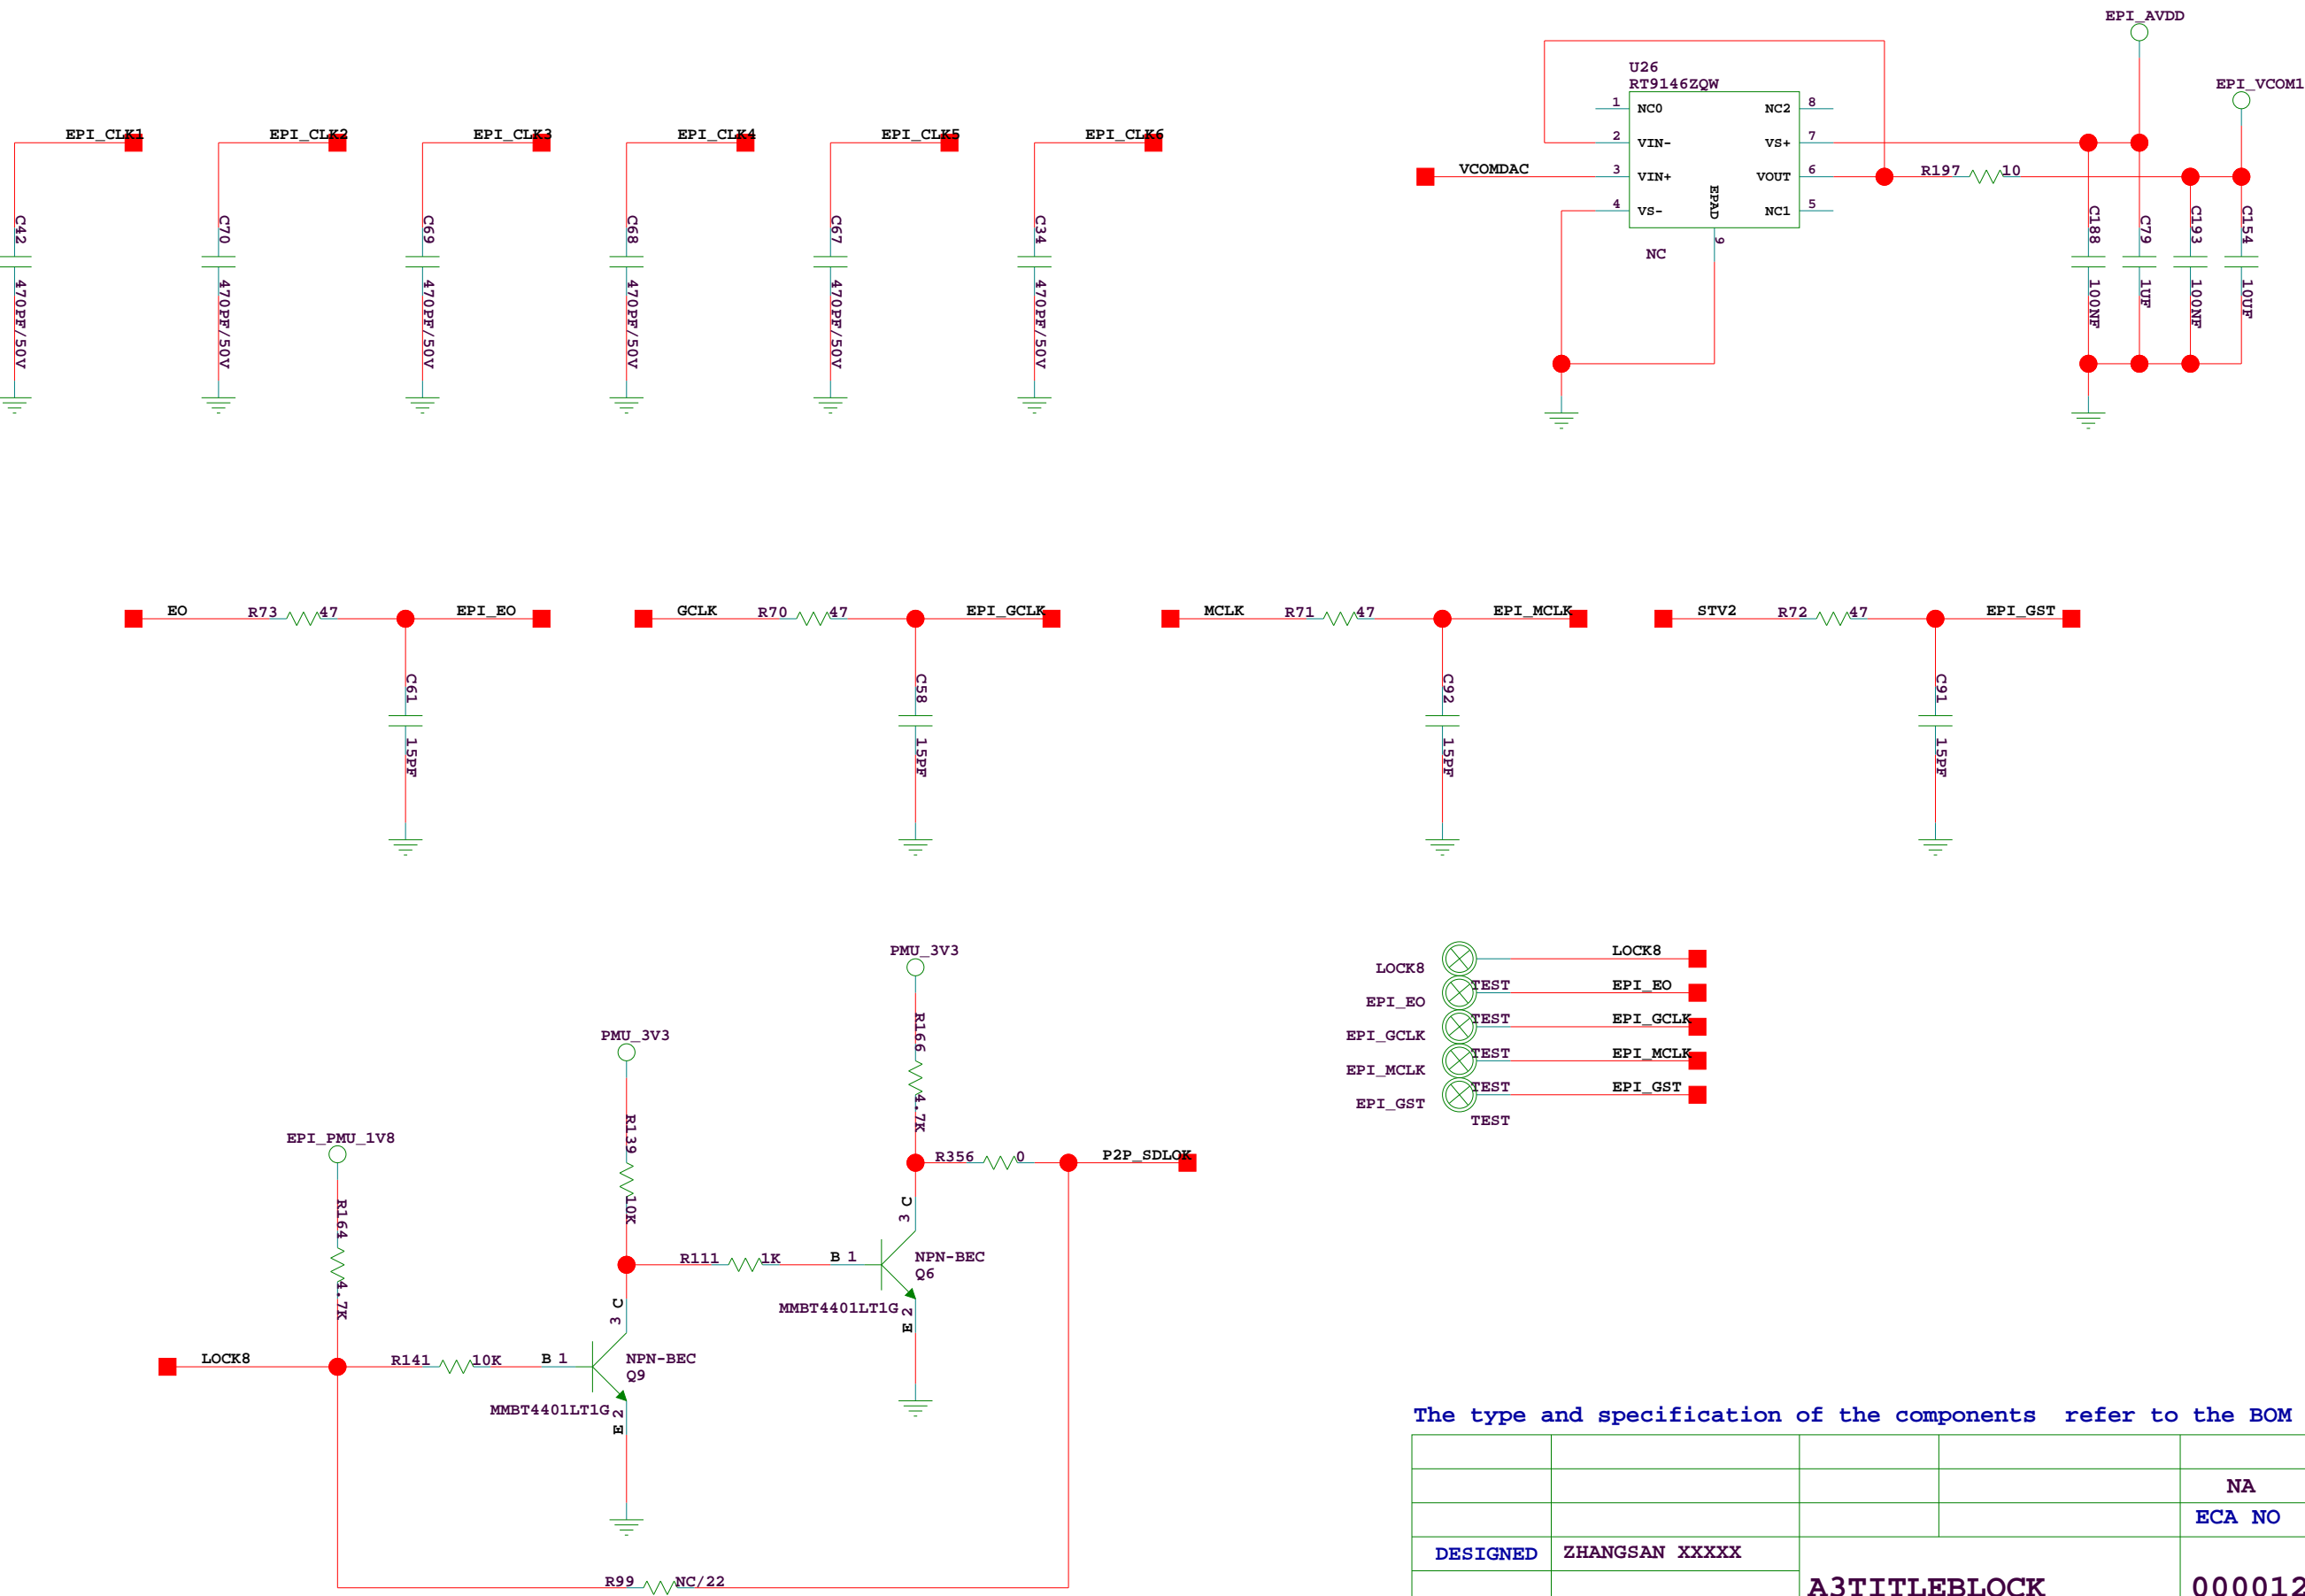 EPI_AVDD
EPI_VCOM1
U26
RT9146ZQW
1 NC0 NC2 8
2 VIN- VS+ 7
3 VIN+ VOUT 6
4 VS- NC1 5
EPAD
9
NC
VCOMDAC
R197 10
C188 100NF
C79 1UF
C193 100NF
C154 10UF
EPI_CLK1
EPI_CLK2
EPI_CLK3
EPI_CLK4
EPI_CLK5
EPI_CLK6
C42 470PF/50V
C70 470PF/50V
C69 470PF/50V
C68 470PF/50V
C67 470PF/50V
C34 470PF/50V
EO R73 47 EPI_EO
C61 15PF
GCLK R70 47 EPI_GCLK
C58 15PF
MCLK R71 47 EPI_MCLK
C92 15PF
STV2 R72 47 EPI_GST
C91 15PF
PMU_3V3
R166 4.7K
PMU_3V3
R139 10K
EPI_PMU_1V8
R164 4.7K
R356 0 P2P_SDLOK
R111 1K B 1
3 C
NPN-BEC
Q6
MMBT4401LT1G
E 2
LOCK8 R141 10K B 1
3 C
NPN-BEC
Q9
MMBT4401LT1G
E 2
R99 NC/22
LOCK8 TEST LOCK8
EPI_EO TEST EPI_EO
EPI_GCLK TEST EPI_GCLK
EPI_MCLK TEST EPI_MCLK
EPI_GST TEST EPI_GST
The type and specification of the components refer to the BOM
NA
ECA NO
DESIGNED ZHANGSAN XXXXX
A3TITLEBLOCK 000012